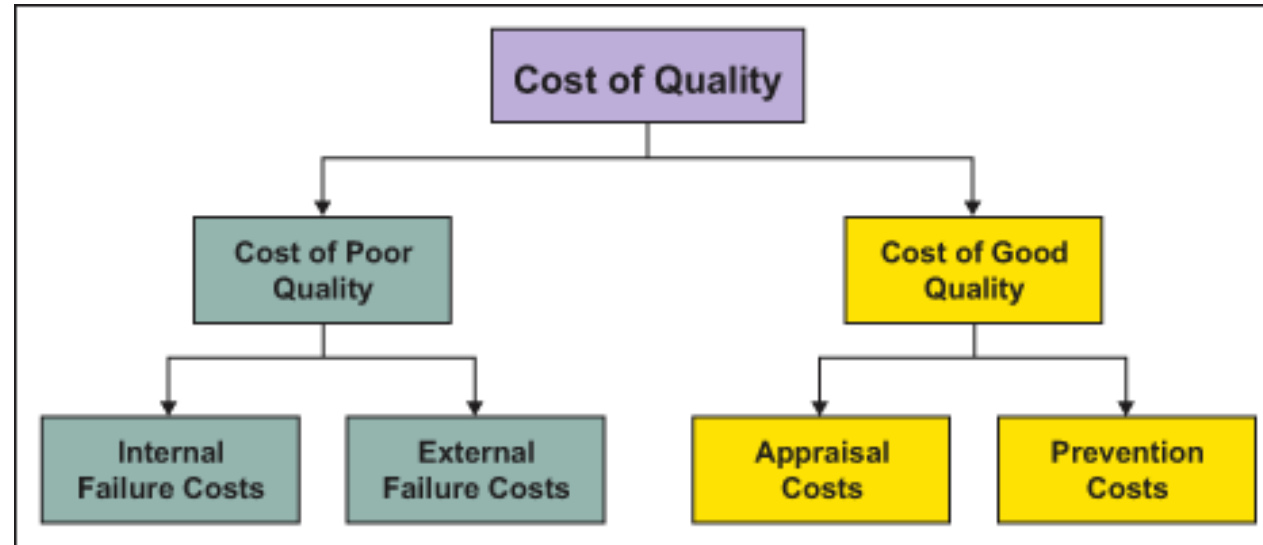 Cost of Quality
Cost of Poor
Quality
Cost of Good
Quality
Internal
Failure Costs
External
Failure Costs
Appraisal
Costs
Prevention
Costs